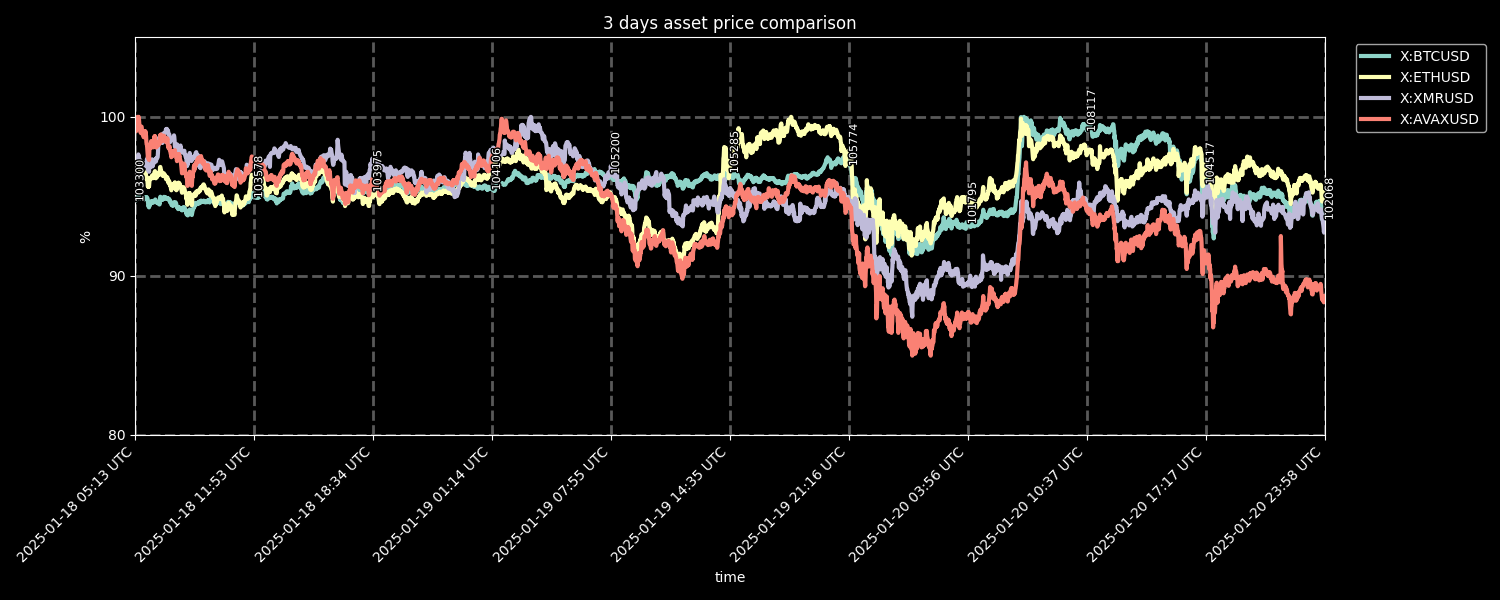 3 days asset price comparison
X:BTCUSD
X:ETHUSD
X:XMRUSD
X:AVAXUSD
%
100
90
80
103300
103578
103975
104106
105200
105285
105774
101795
108117
104517
102068
2025-01-18 05:13 UTC
2025-01-18 11:53 UTC
2025-01-18 18:34 UTC
2025-01-19 01:14 UTC
2025-01-19 07:55 UTC
2025-01-19 14:35 UTC
2025-01-19 21:16 UTC
2025-01-20 03:56 UTC
2025-01-20 10:37 UTC
2025-01-20 17:17 UTC
2025-01-20 23:58 UTC
time